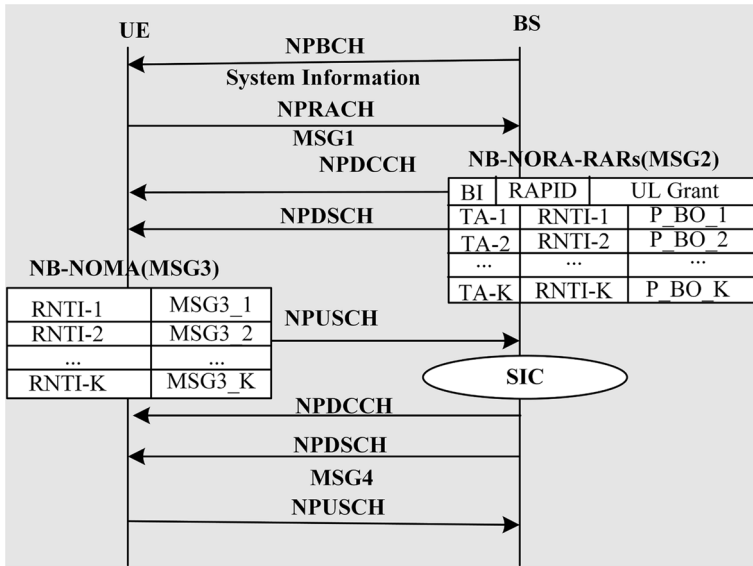 UE BS
NPBCH
System Information
NPRACH
MSG1
NPDCCH
NB-NORA-RARs(MSG2)
BI RAPID UL Grant
TA-1 RNTI-1 P_BO_1
TA-2 RNTI-2 P_BO_2
... ... ...
TA-K RNTI-K P_BO_K
NPDSCH
NB-NOMA(MSG3)
RNTI-1 MSG3_1
RNTI-2 MSG3_2
... ...
RNTI-K MSG3_K
NPUSCH
SIC
NPDCCH
NPDSCH
MSG4
NPUSCH